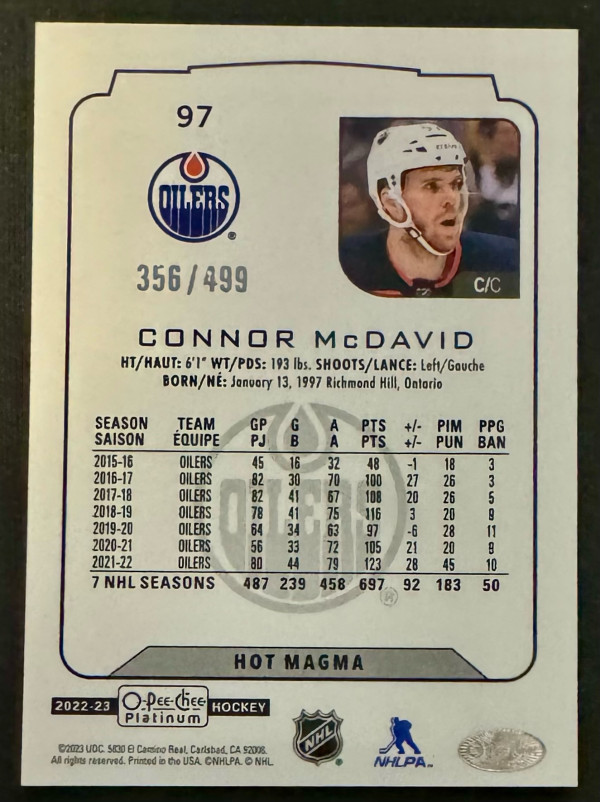 97
OILERS
356/499
C/C
CONNOR McDAVID
HT/HAUT: 6'1" WT/PDS: 193 lbs. SHOOTS/LANCE: Left/Gauche
BORN/NÉ: January 13, 1997 Richmond Hill, Ontario
SEASON TEAM GP G A PTS +/- PIM PPG
SAISON ÉQUIPE PJ B A PTS +/- PUN BAN
2015-16 OILERS 45 16 32 48 -1 18 3
2016-17 OILERS 82 30 70 100 27 26 3
2017-18 OILERS 82 41 67 108 20 26 5
2018-19 OILERS 78 41 75 116 3 20 9
2019-20 OILERS 64 34 63 97 -6 28 11
2020-21 OILERS 56 33 72 105 21 20 9
2021-22 OILERS 80 44 79 123 28 45 10
7 NHL SEASONS 487 239 458 697 92 183 50
OILERS
HOT MAGMA
2022-23 O-Pee-Chee Platinum HOCKEY
NHL
NHLPA
©2023 UDC. 5830 El Camino Real, Carlsbad, CA 92008.
All rights reserved. Printed in the USA. ©NHLPA. © NHL.